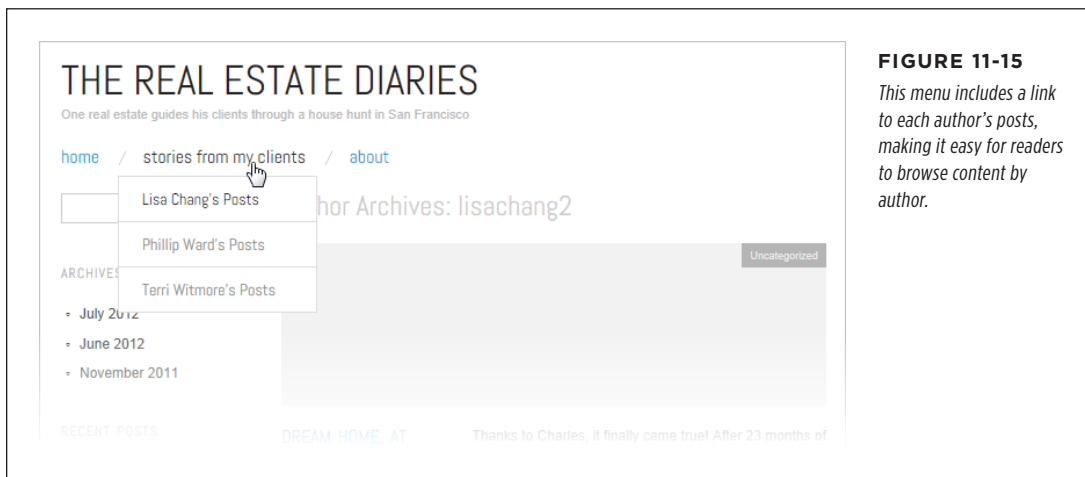 THE REAL ESTATE DIARIES
One real estate guides his clients through a house hunt in San Francisco
home / stories from my clients / about
Lisa Chang's Posts
Phillip Ward's Posts
Terri Witmore's Posts
hor Archives: lisachang2
Uncategorized
ARCHIVES
July 2012
June 2012
November 2011
RECENT POSTS
DREAM HOME, AT
Thanks to Charles, it finally came true! After 23 months of
FIGURE 11-15
This menu includes a link
to each author's posts,
making it easy for readers
to browse content by
author.